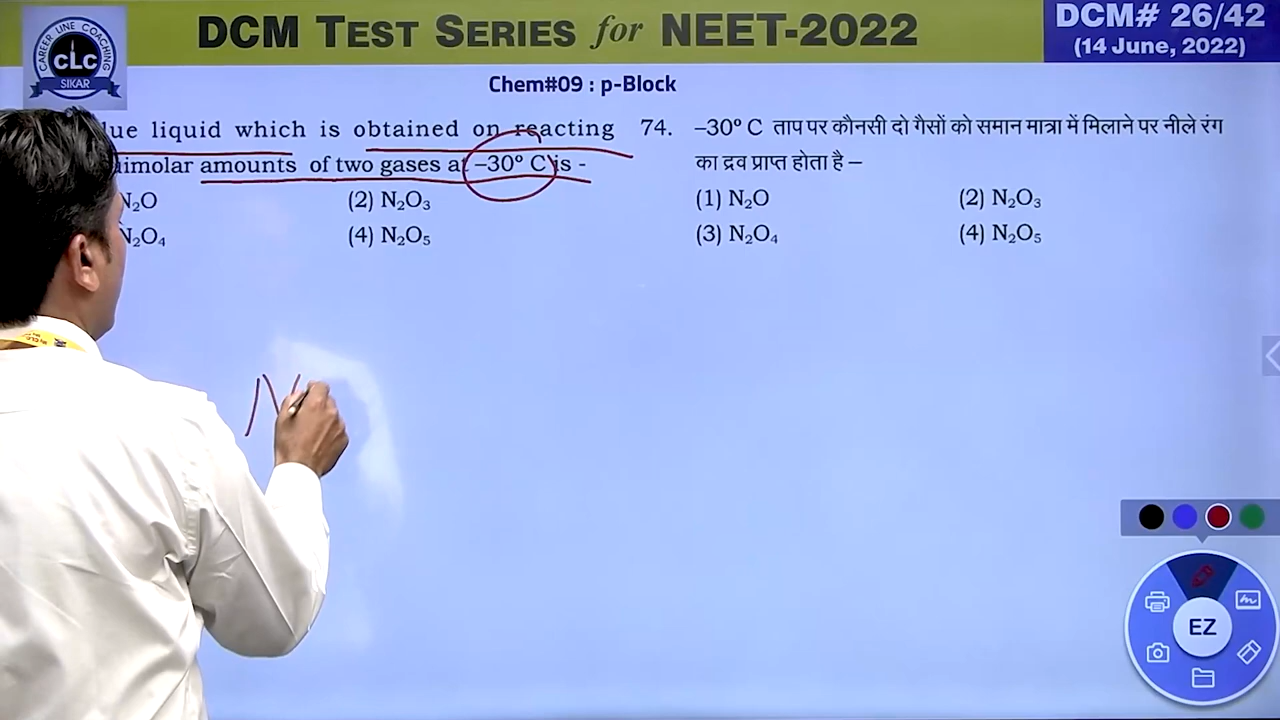 DCM TEST SERIES for NEET-2022
DCM# 26/42
(14 June, 2022)
CAREER LINE COACHING
CLC
SIKAR
Chem#09 : p-Block
liquid which is obtained on reacting
amounts of two gases at –30° C is -
N₂O
(2) N₂O₃
N₂O₄
(4) N₂O₅
74. –30° C ताप पर कौनसी दो गैसों को समान मात्रा में मिलाने पर नीले रंग
का द्रव प्राप्त होता है –
(1) N₂O
(2) N₂O₃
(3) N₂O₄
(4) N₂O₅
N
EZ